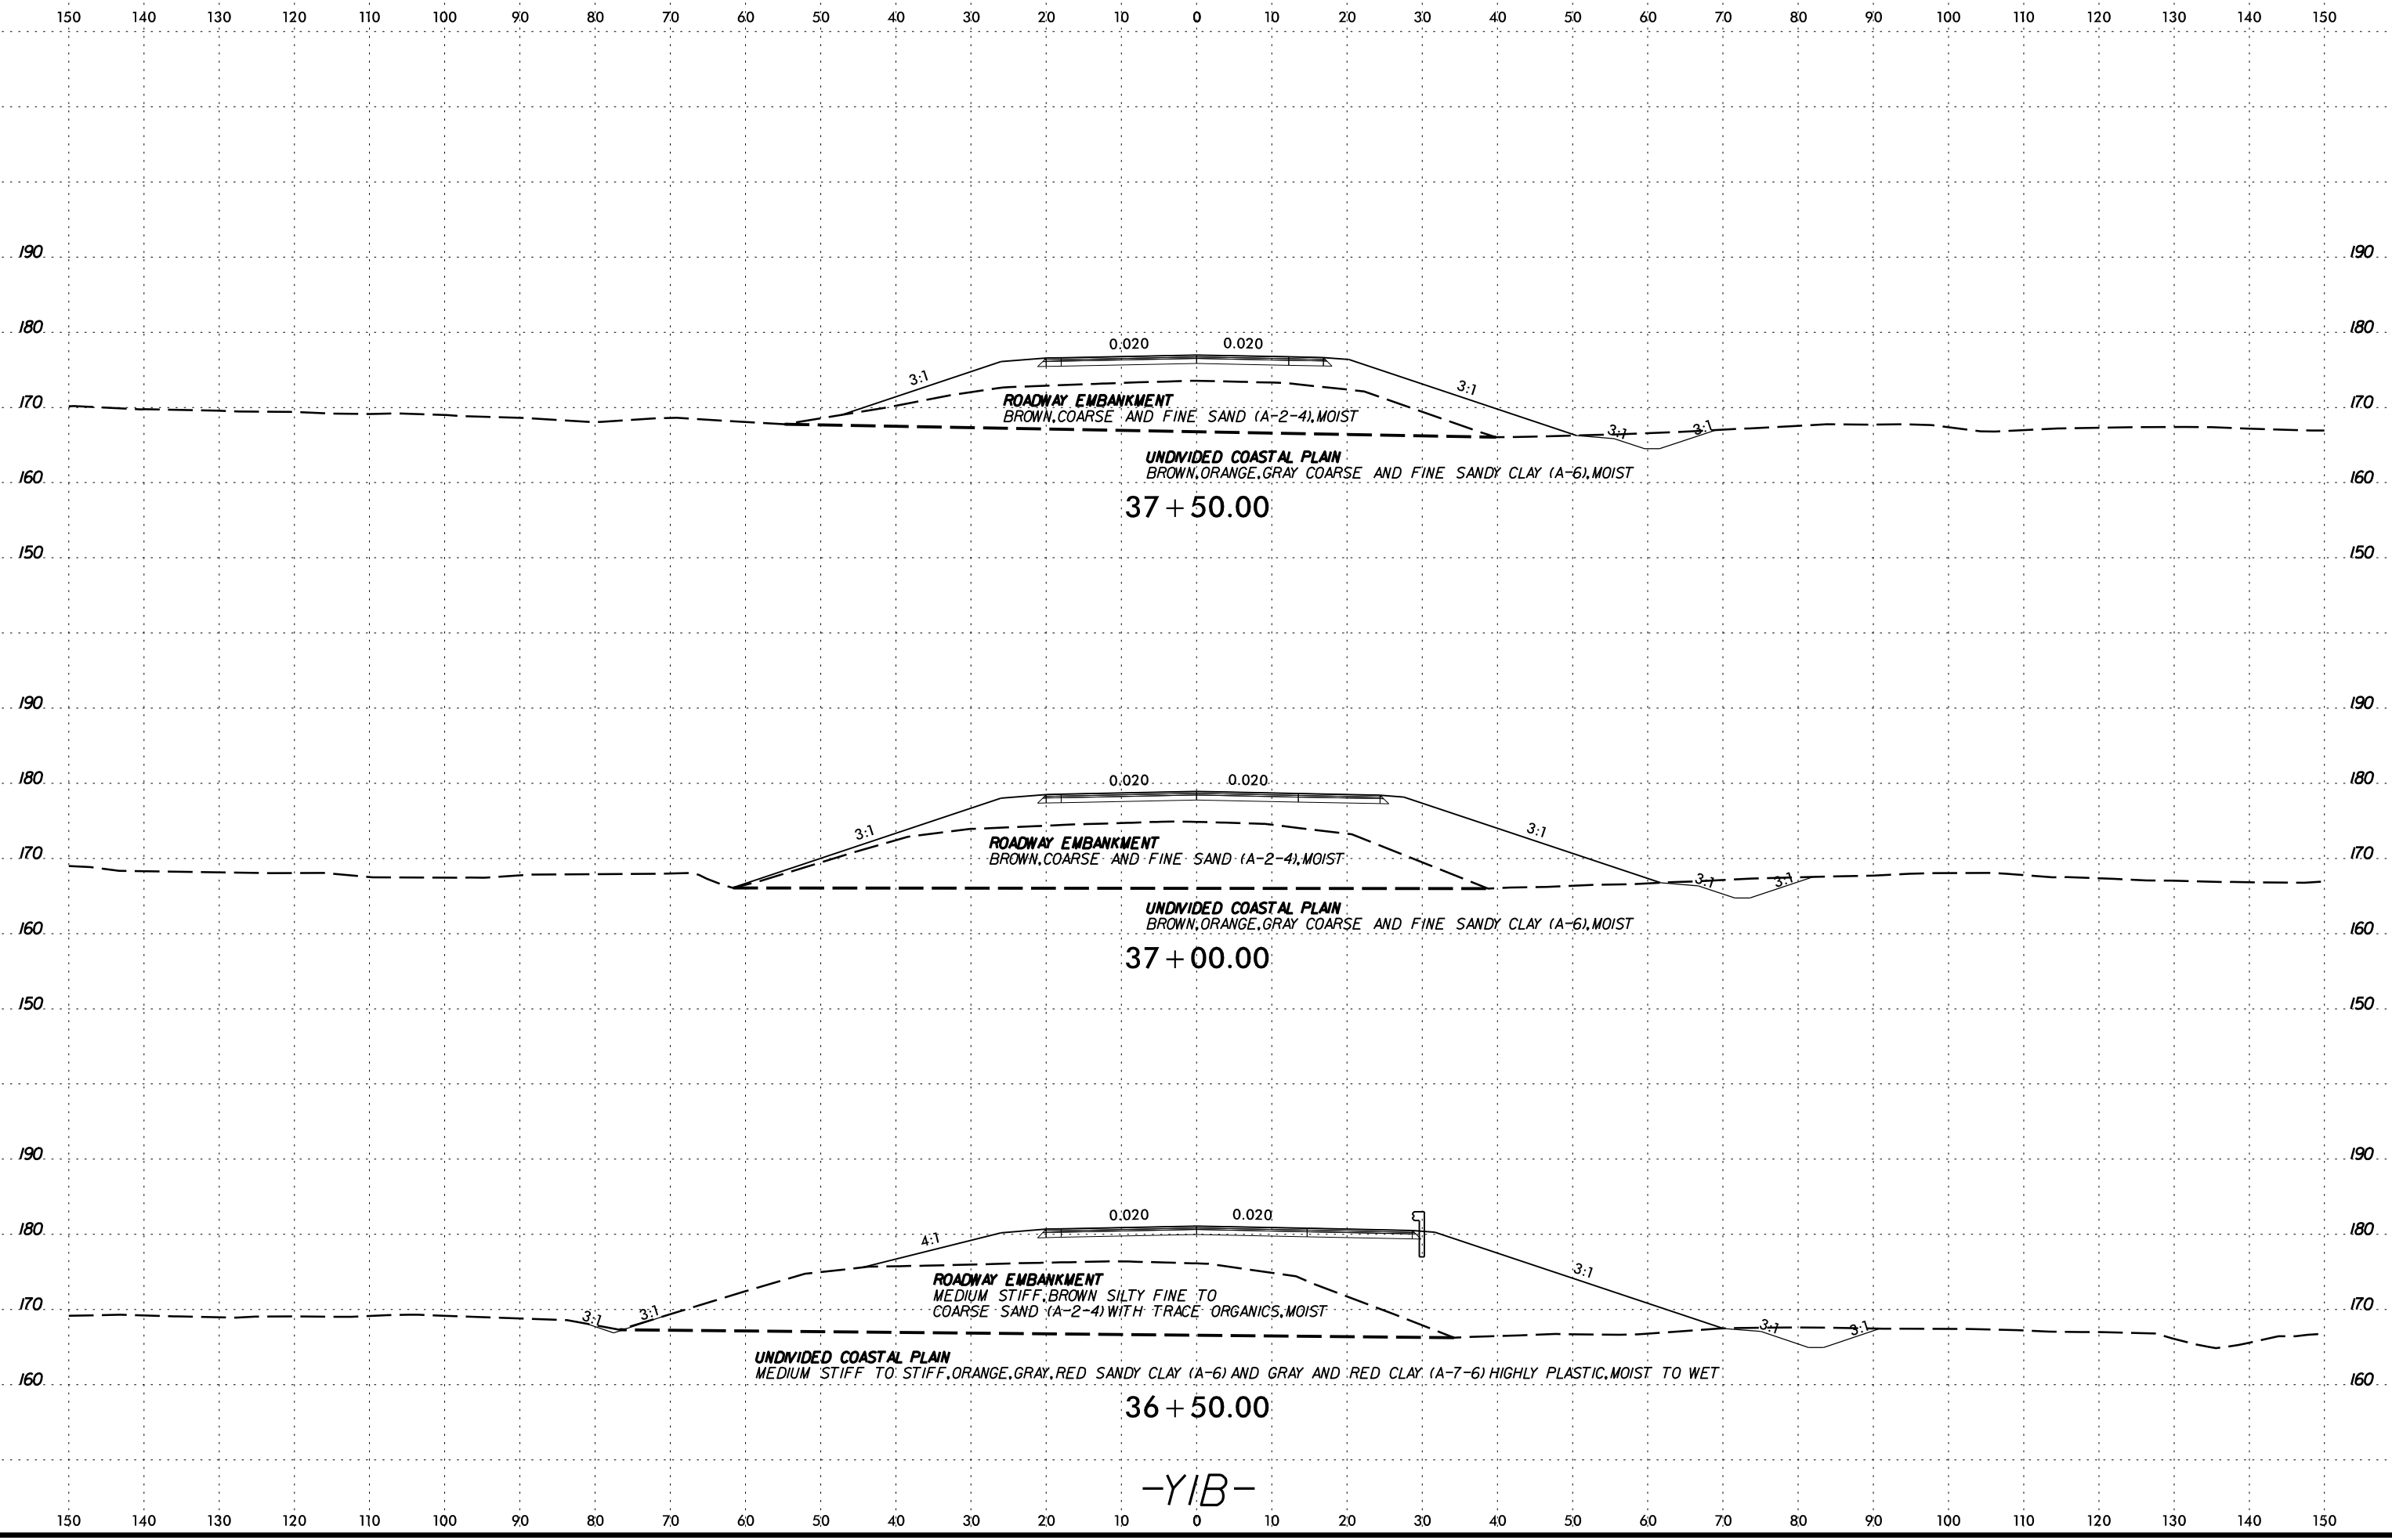 150 140 130 120 110 100 90 80 70 60 50 40 30 20 10 0 10 20 30 40 50 60 70 80 90 100 110 120 130 140 150
190 190
180 180
0.020 0.020
3:1 3:1
170 170
ROADWAY EMBANKMENT
BROWN, COARSE AND FINE SAND (A-2-4), MOIST
3:1 3:1
UNDIVIDED COASTAL PLAIN
BROWN, ORANGE, GRAY COARSE AND FINE SANDY CLAY (A-6), MOIST
160 160
37+50.00
150 150
190 190
180 0.020 0.020 180
3:1 3:1
ROADWAY EMBANKMENT
170 BROWN, COARSE AND FINE SAND (A-2-4), MOIST 170
3:1 3:1
UNDIVIDED COASTAL PLAIN
BROWN, ORANGE, GRAY COARSE AND FINE SANDY CLAY (A-6), MOIST
160 160
37+00.00
150 150
190 190
0.020 0.020
180 180
4:1
3:1
ROADWAY EMBANKMENT
MEDIUM STIFF, BROWN SILTY FINE TO
170 170
COARSE SAND (A-2-4) WITH TRACE ORGANICS, MOIST
3:1 3:1 3:1 3:1
UNDIVIDED COASTAL PLAIN
MEDIUM STIFF TO STIFF, ORANGE, GRAY, RED SANDY CLAY (A-6) AND GRAY AND RED CLAY (A-7-6) HIGHLY PLASTIC, MOIST TO WET
160 160
36+50.00
-Y1B-
150 140 130 120 110 100 90 80 70 60 50 40 30 20 10 0 10 20 30 40 50 60 70 80 90 100 110 120 130 140 150